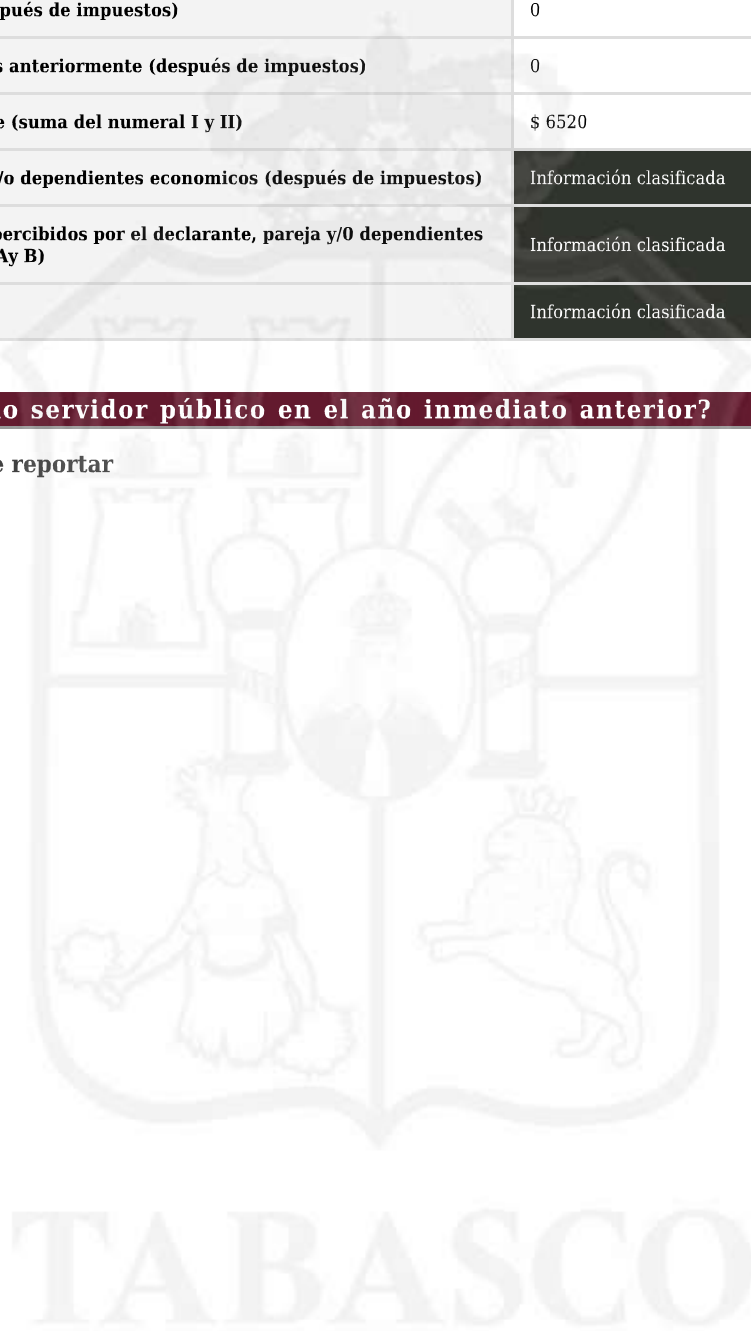 pués de impuestos)
0
s anteriormente (después de impuestos)
0
e (suma del numeral I y II)
$ 6520
/o dependientes economicos (después de impuestos)
Información clasificada
percibidos por el declarante, pareja y/0 dependientes
Ay B)
Información clasificada
Información clasificada
o servidor público en el año inmediato anterior?
e reportar
TABASCO